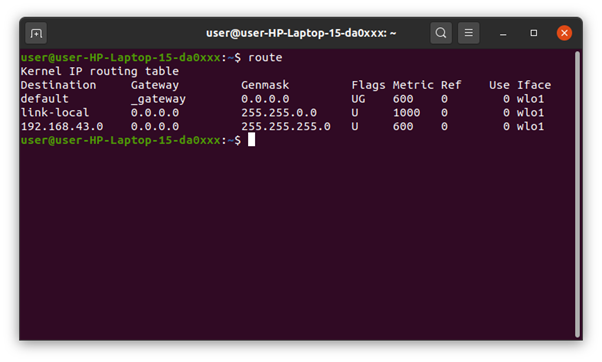 user@user-HP-Laptop-15-da0xxx: ~
user@user-HP-Laptop-15-da0xxx:~$ route
Kernel IP routing table
Destination     Gateway         Genmask         Flags Metric Ref    Use Iface
default         _gateway        0.0.0.0         UG    600    0        0 wlo1
link-local      0.0.0.0         255.255.0.0     U     1000   0        0 wlo1
192.168.43.0    0.0.0.0         255.255.255.0   U     600    0        0 wlo1
user@user-HP-Laptop-15-da0xxx:~$